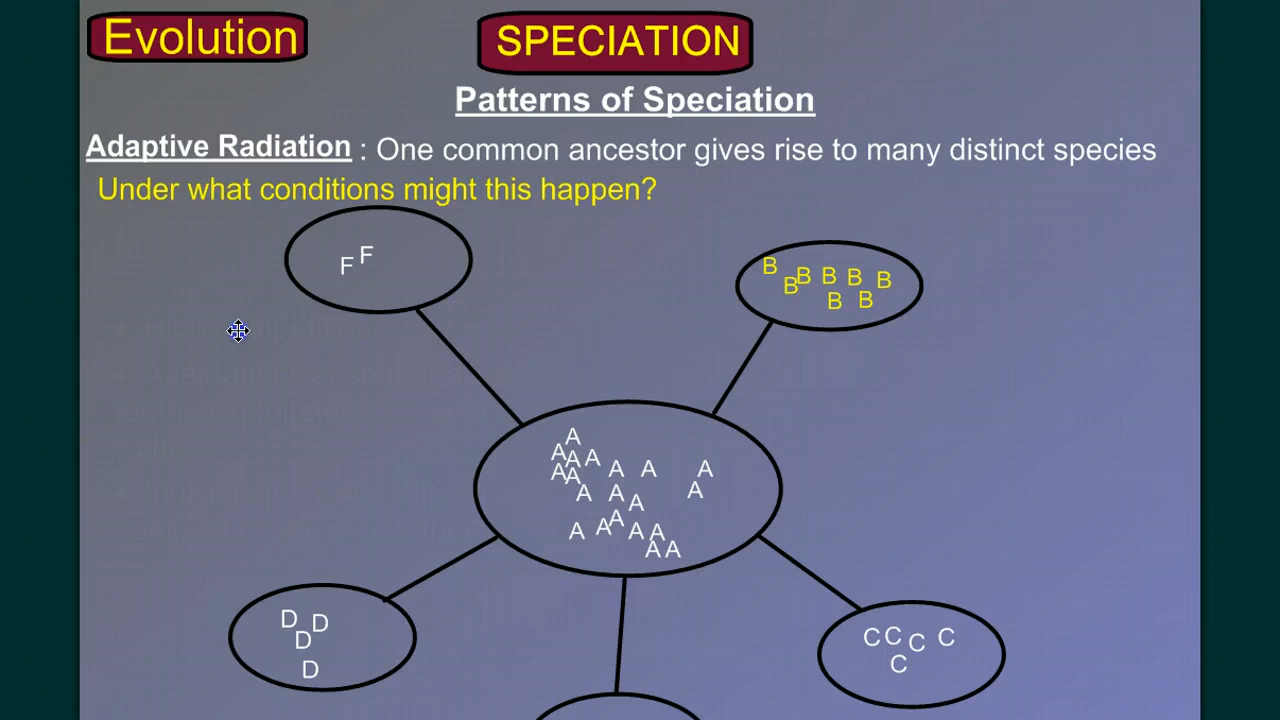 Evolution
SPECIATION
Patterns of Speciation
Adaptive Radiation : One common ancestor gives rise to many distinct species
Under what conditions might this happen?
F F
B B B B B B B B
A A A A A A A A A A A A A A A A A A A A A
D D D D
C C C C C